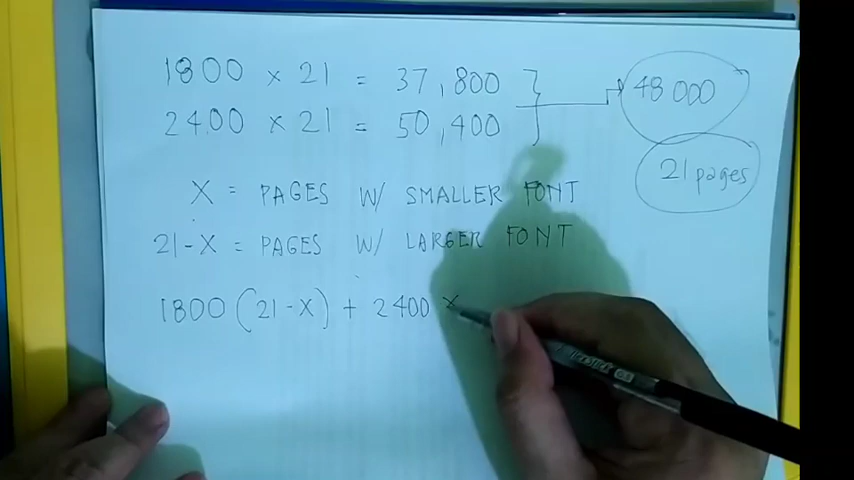 1800 x 21 = 37,800
2400 x 21 = 50,400
48 000
21 pages
X = PAGES W/ SMALLER FONT
21-X = PAGES W/ LARGER FONT
1800 (21-X) + 2400 X